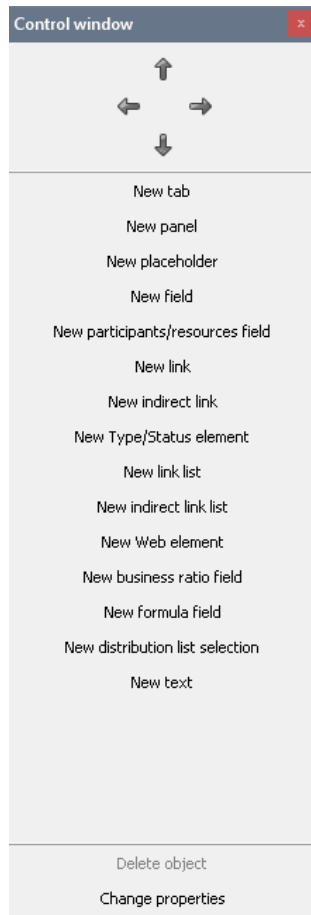 Control window
x
New tab
New panel
New placeholder
New field
New participants/resources field
New link
New indirect link
New Type/Status element
New link list
New indirect link list
New Web element
New business ratio field
New formula field
New distribution list selection
New text
Delete object
Change properties